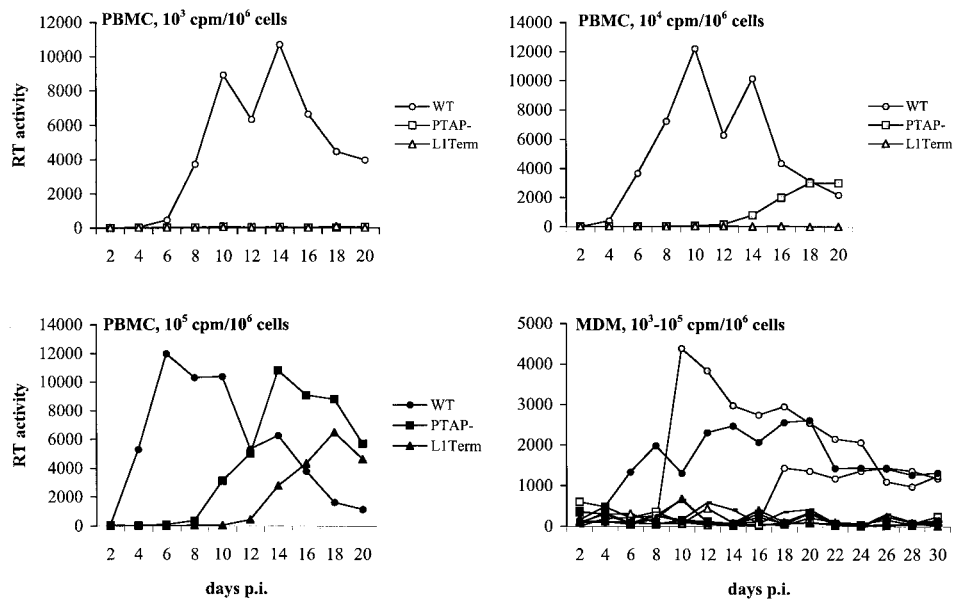 PBMC, 10³ cpm/10⁶ cells
12000
10000
8000
6000
4000
2000
0
RT activity
2 4 6 8 10 12 14 16 18 20
WT
PTAP-
L1Term
PBMC, 10⁴ cpm/10⁶ cells
14000
12000
10000
8000
6000
4000
2000
0
2 4 6 8 10 12 14 16 18 20
WT
PTAP-
L1Term
PBMC, 10⁵ cpm/10⁶ cells
14000
12000
10000
8000
6000
4000
2000
0
RT activity
2 4 6 8 10 12 14 16 18 20
days p.i.
WT
PTAP-
L1Term
MDM, 10³-10⁵ cpm/10⁶ cells
5000
4000
3000
2000
1000
0
2 4 6 8 10 12 14 16 18 20 22 24 26 28 30
days p.i.